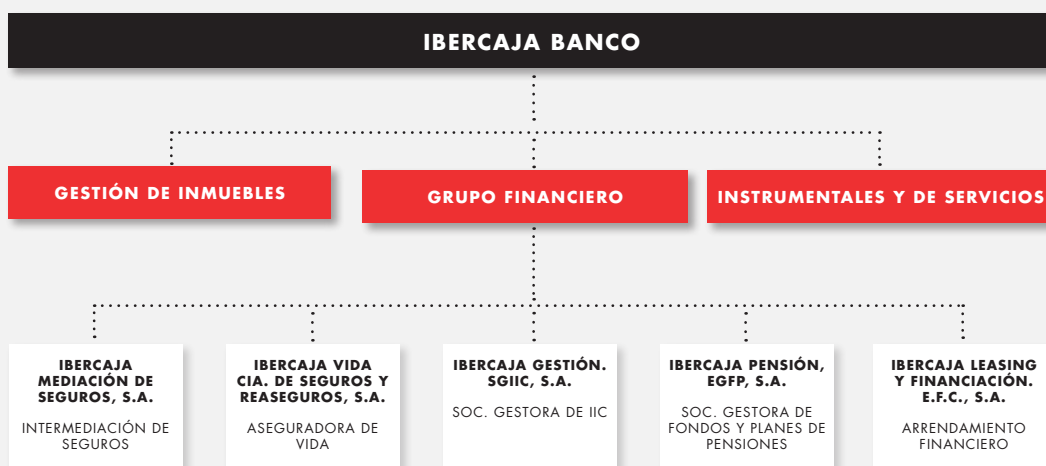 IBERCAJA BANCO
GESTIÓN DE INMUEBLES
GRUPO FINANCIERO
INSTRUMENTALES Y DE SERVICIOS
IBERCAJA
MEDIACIÓN DE
SEGUROS, S.A.
INTERMEDIACIÓN DE
SEGUROS
IBERCAJA VIDA
CIA. DE SEGUROS Y
REASEGUROS, S.A.
ASEGURADORA DE
VIDA
IBERCAJA GESTIÓN.
SGIIC, S.A.
SOC. GESTORA DE IIC
IBERCAJA PENSIÓN,
EGFP, S.A.
SOC. GESTORA DE
FONDOS Y PLANES DE
PENSIONES
IBERCAJA LEASING
Y FINANCIACIÓN.
E.F.C., S.A.
ARRENDAMIENTO
FINANCIERO